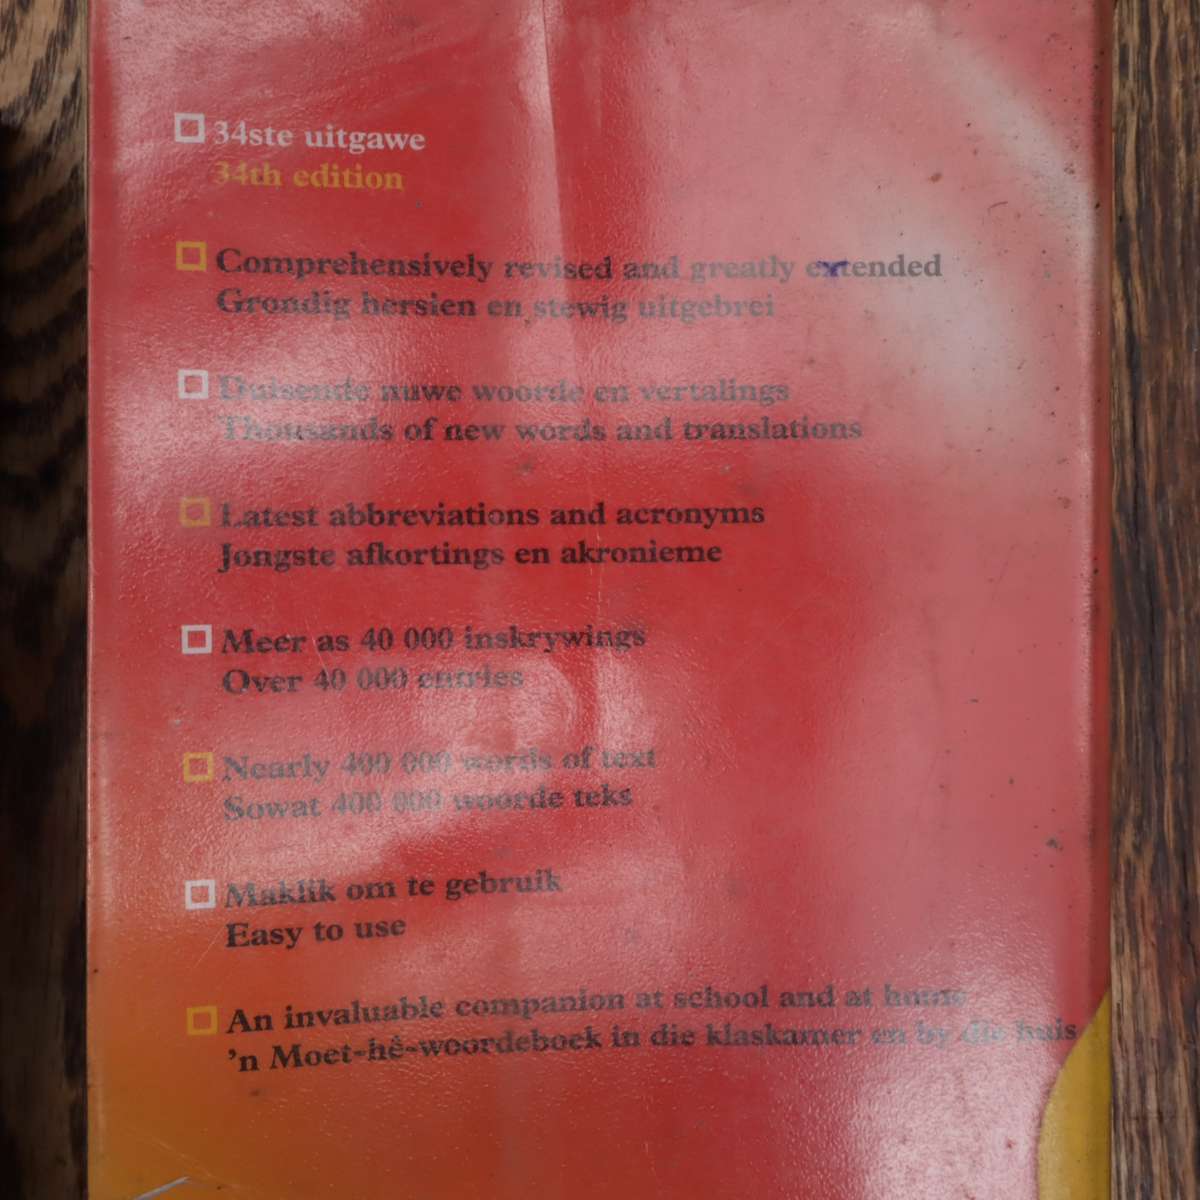 34ste uitgawe
34th edition
Comprehensively revised and greatly extended
Grondig hersien en stewig uitgebrei
Duisende nuwe woorde en vertalings
Thousands of new words and translations
Latest abbreviations and acronyms
Jongste afkortings en akronieme
Meer as 40 000 inskrywings
Over 40 000 entries
Nearly 400 000 words of text
Sowat 400 000 woorde teks
Maklik om te gebruik
Easy to use
An invaluable companion at school and at home
'n Moet-hê-woordeboek in die klaskamer en by die huis